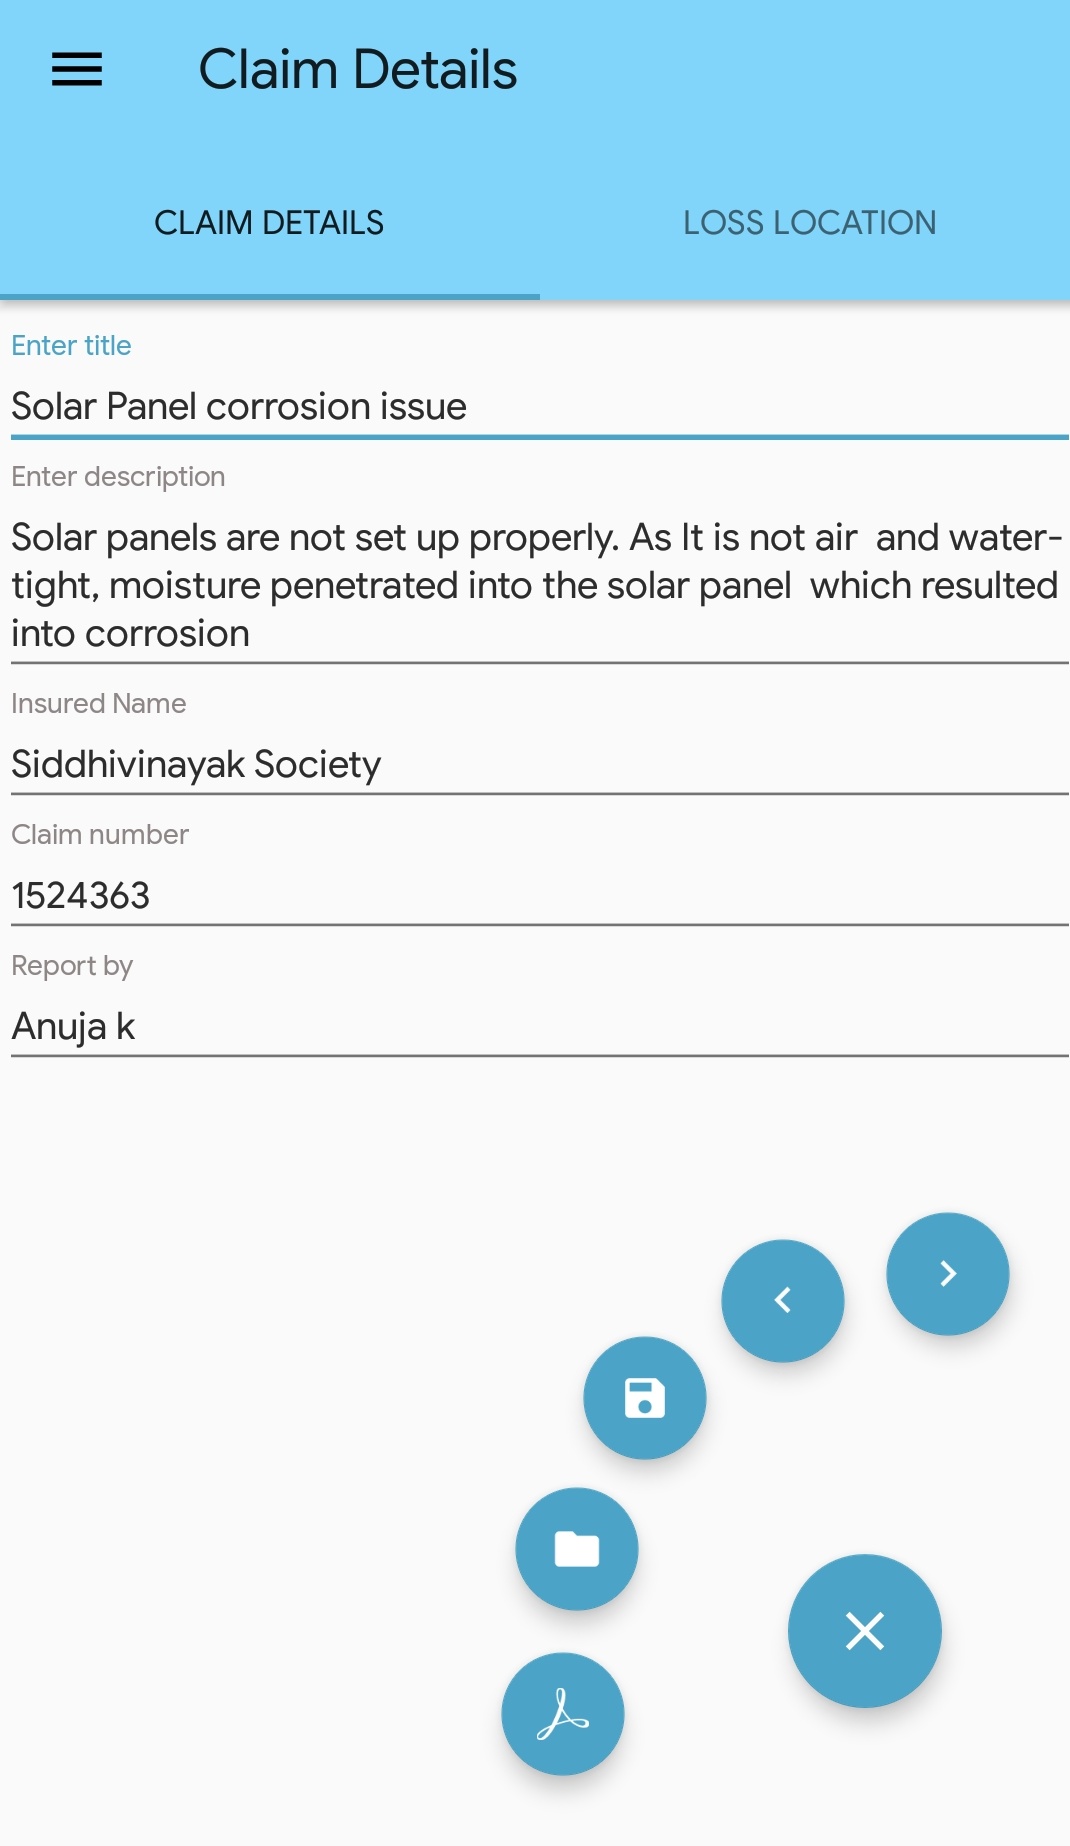 Claim Details
CLAIM DETAILS
LOSS LOCATION
Enter title
Solar Panel corrosion issue
Enter description
Solar panels are not set up properly. As It is not air  and water-
tight, moisture penetrated into the solar panel  which resulted
into corrosion
Insured Name
Siddhivinayak Society
Claim number
1524363
Report by
Anuja k